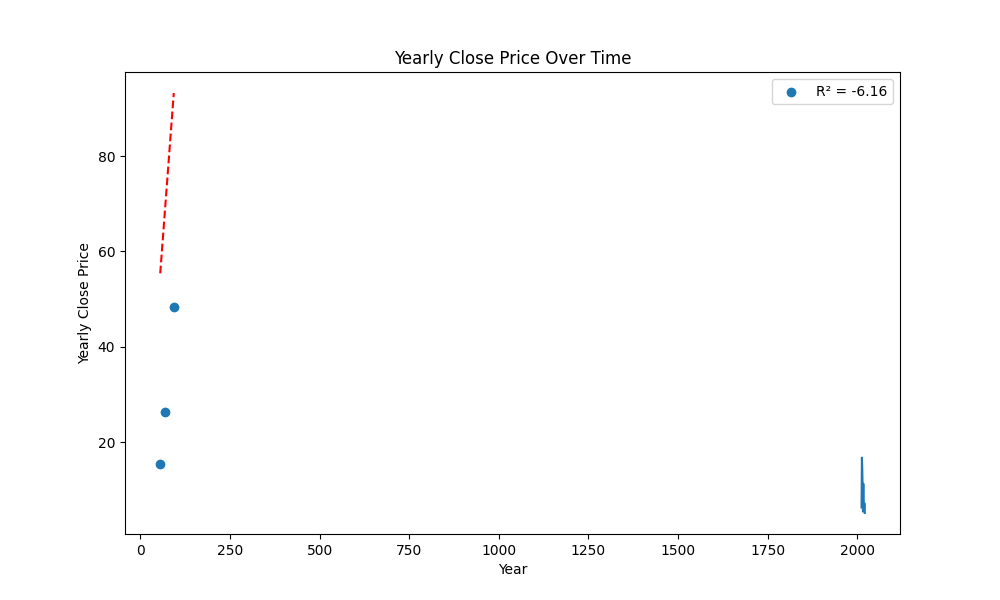 Yearly Close Price Over Time
R² = -6.16
Yearly Close Price
80
60
40
20
0 250 500 750 1000 1250 1500 1750 2000
Year